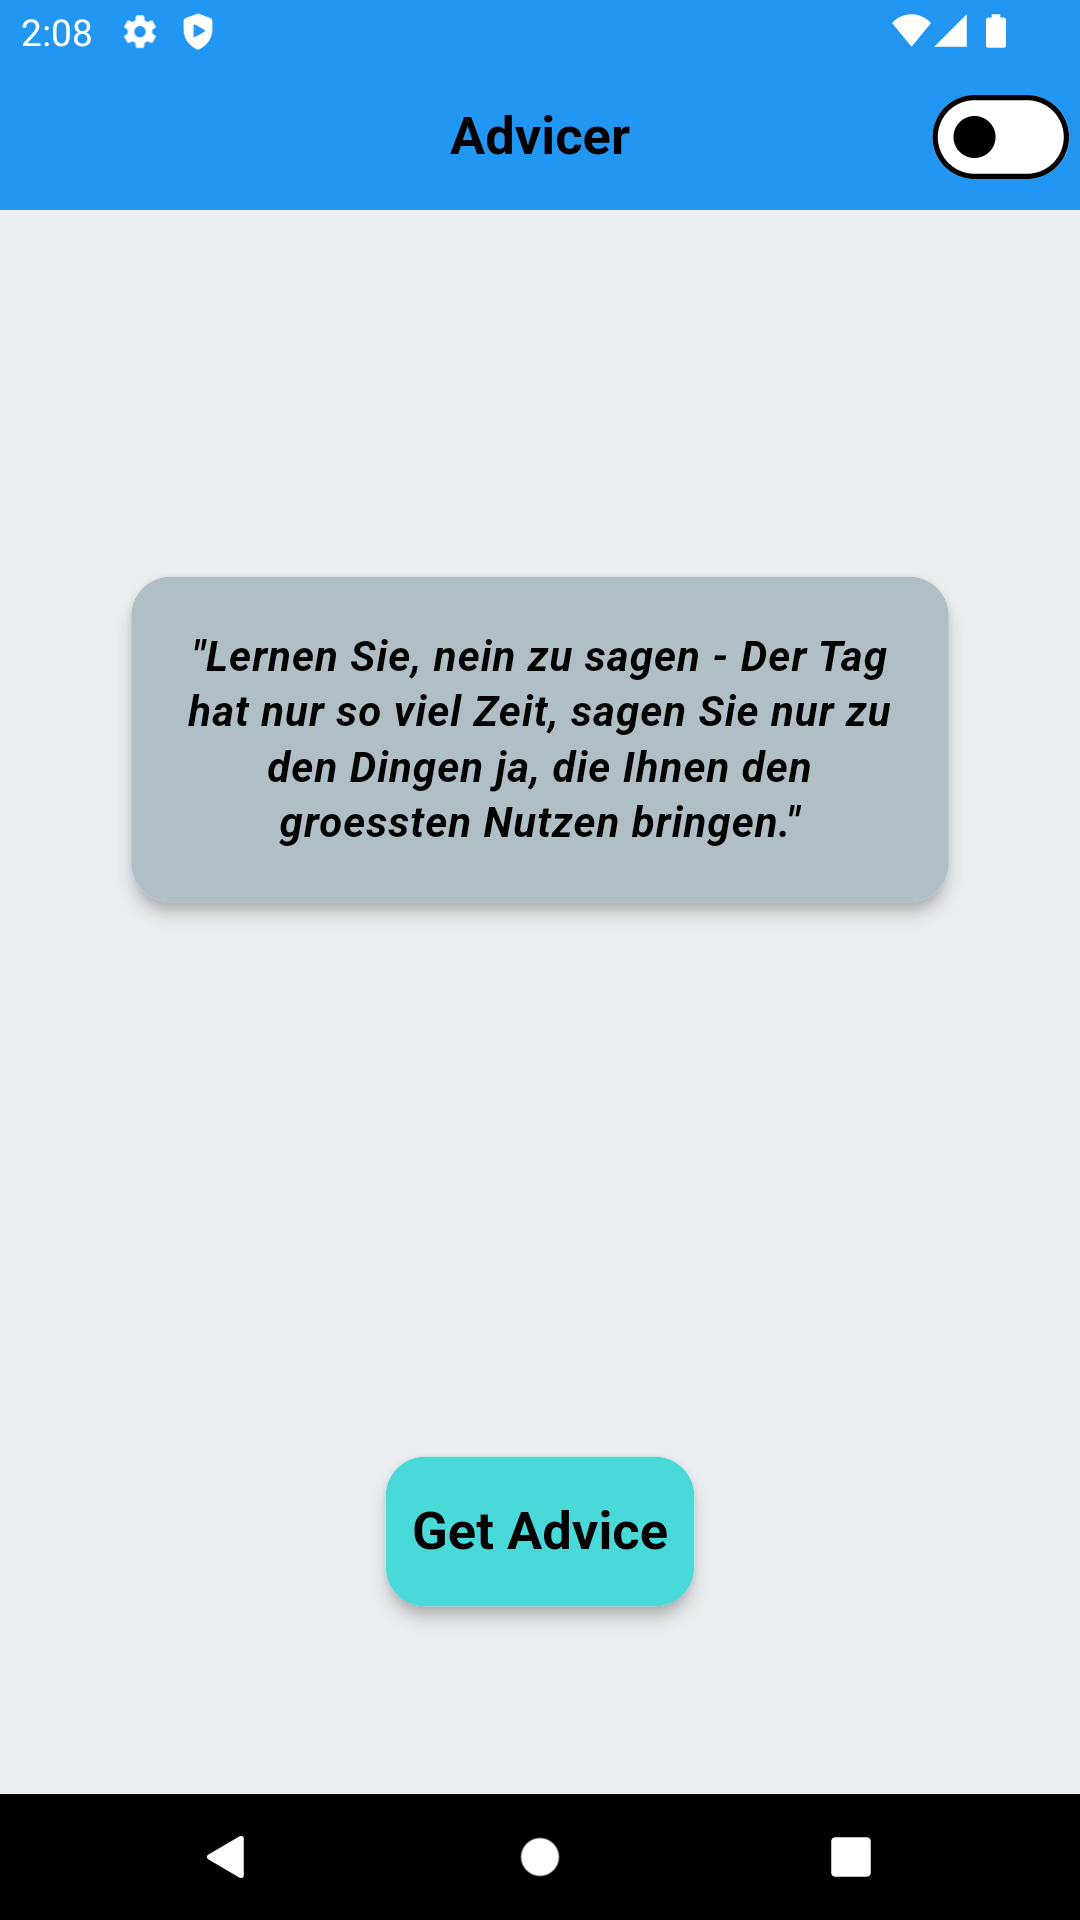 2:08
Advicer
"Lernen Sie, nein zu sagen - Der Tag
hat nur so viel Zeit, sagen Sie nur zu
den Dingen ja, die Ihnen den
groessten Nutzen bringen."
Get Advice